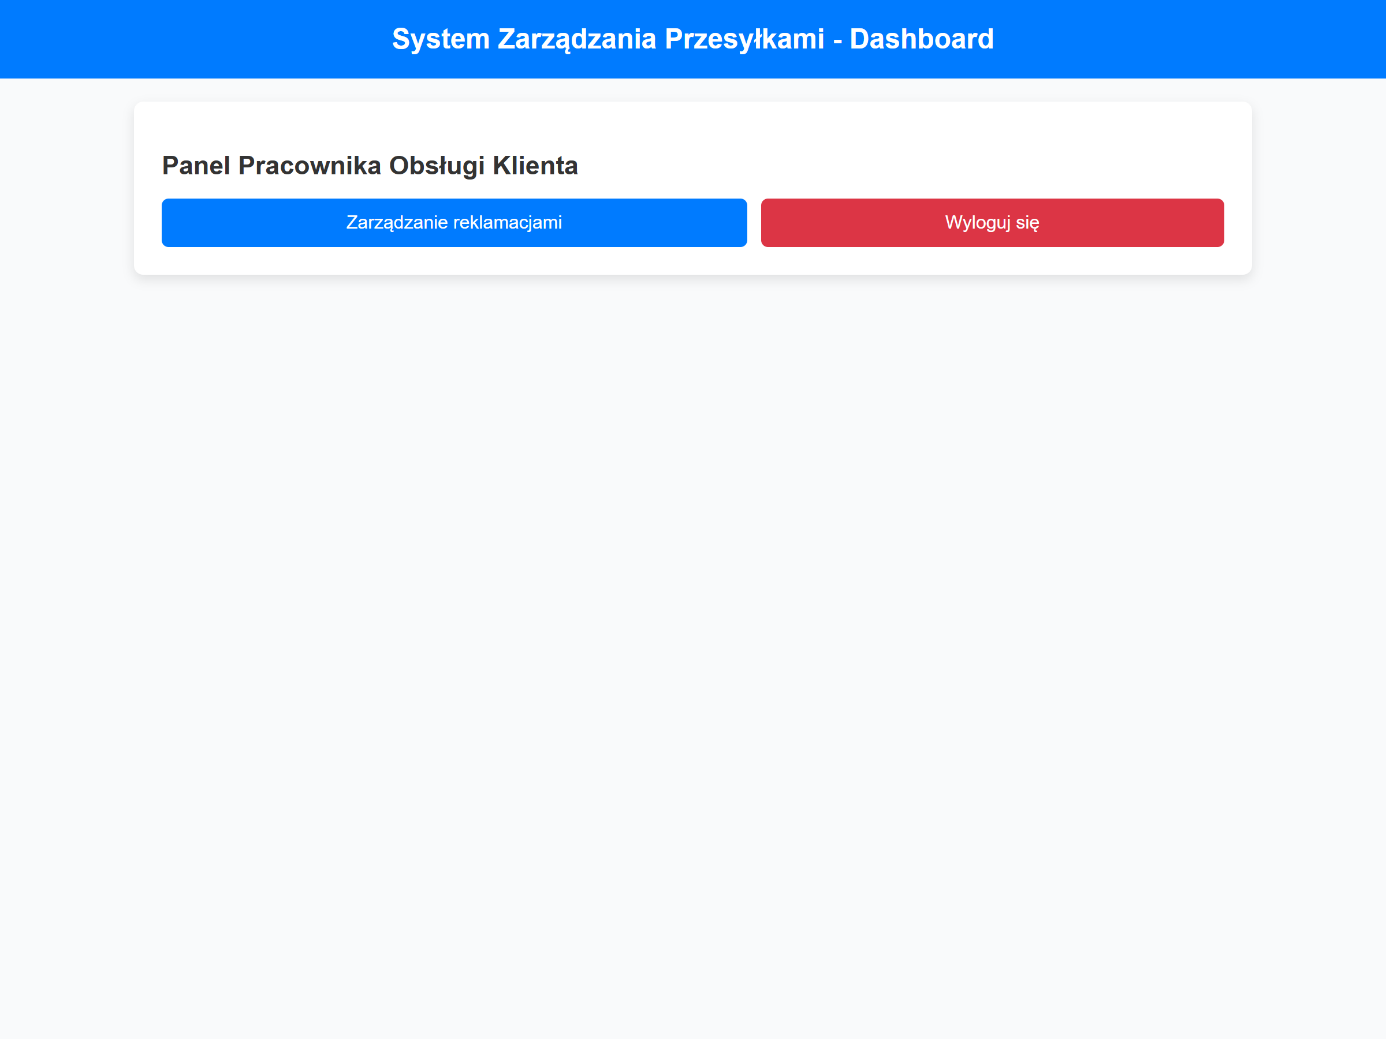 System Zarządzania Przesyłkami - Dashboard
Panel Pracownika Obsługi Klienta
Zarządzanie reklamacjami
Wyloguj się